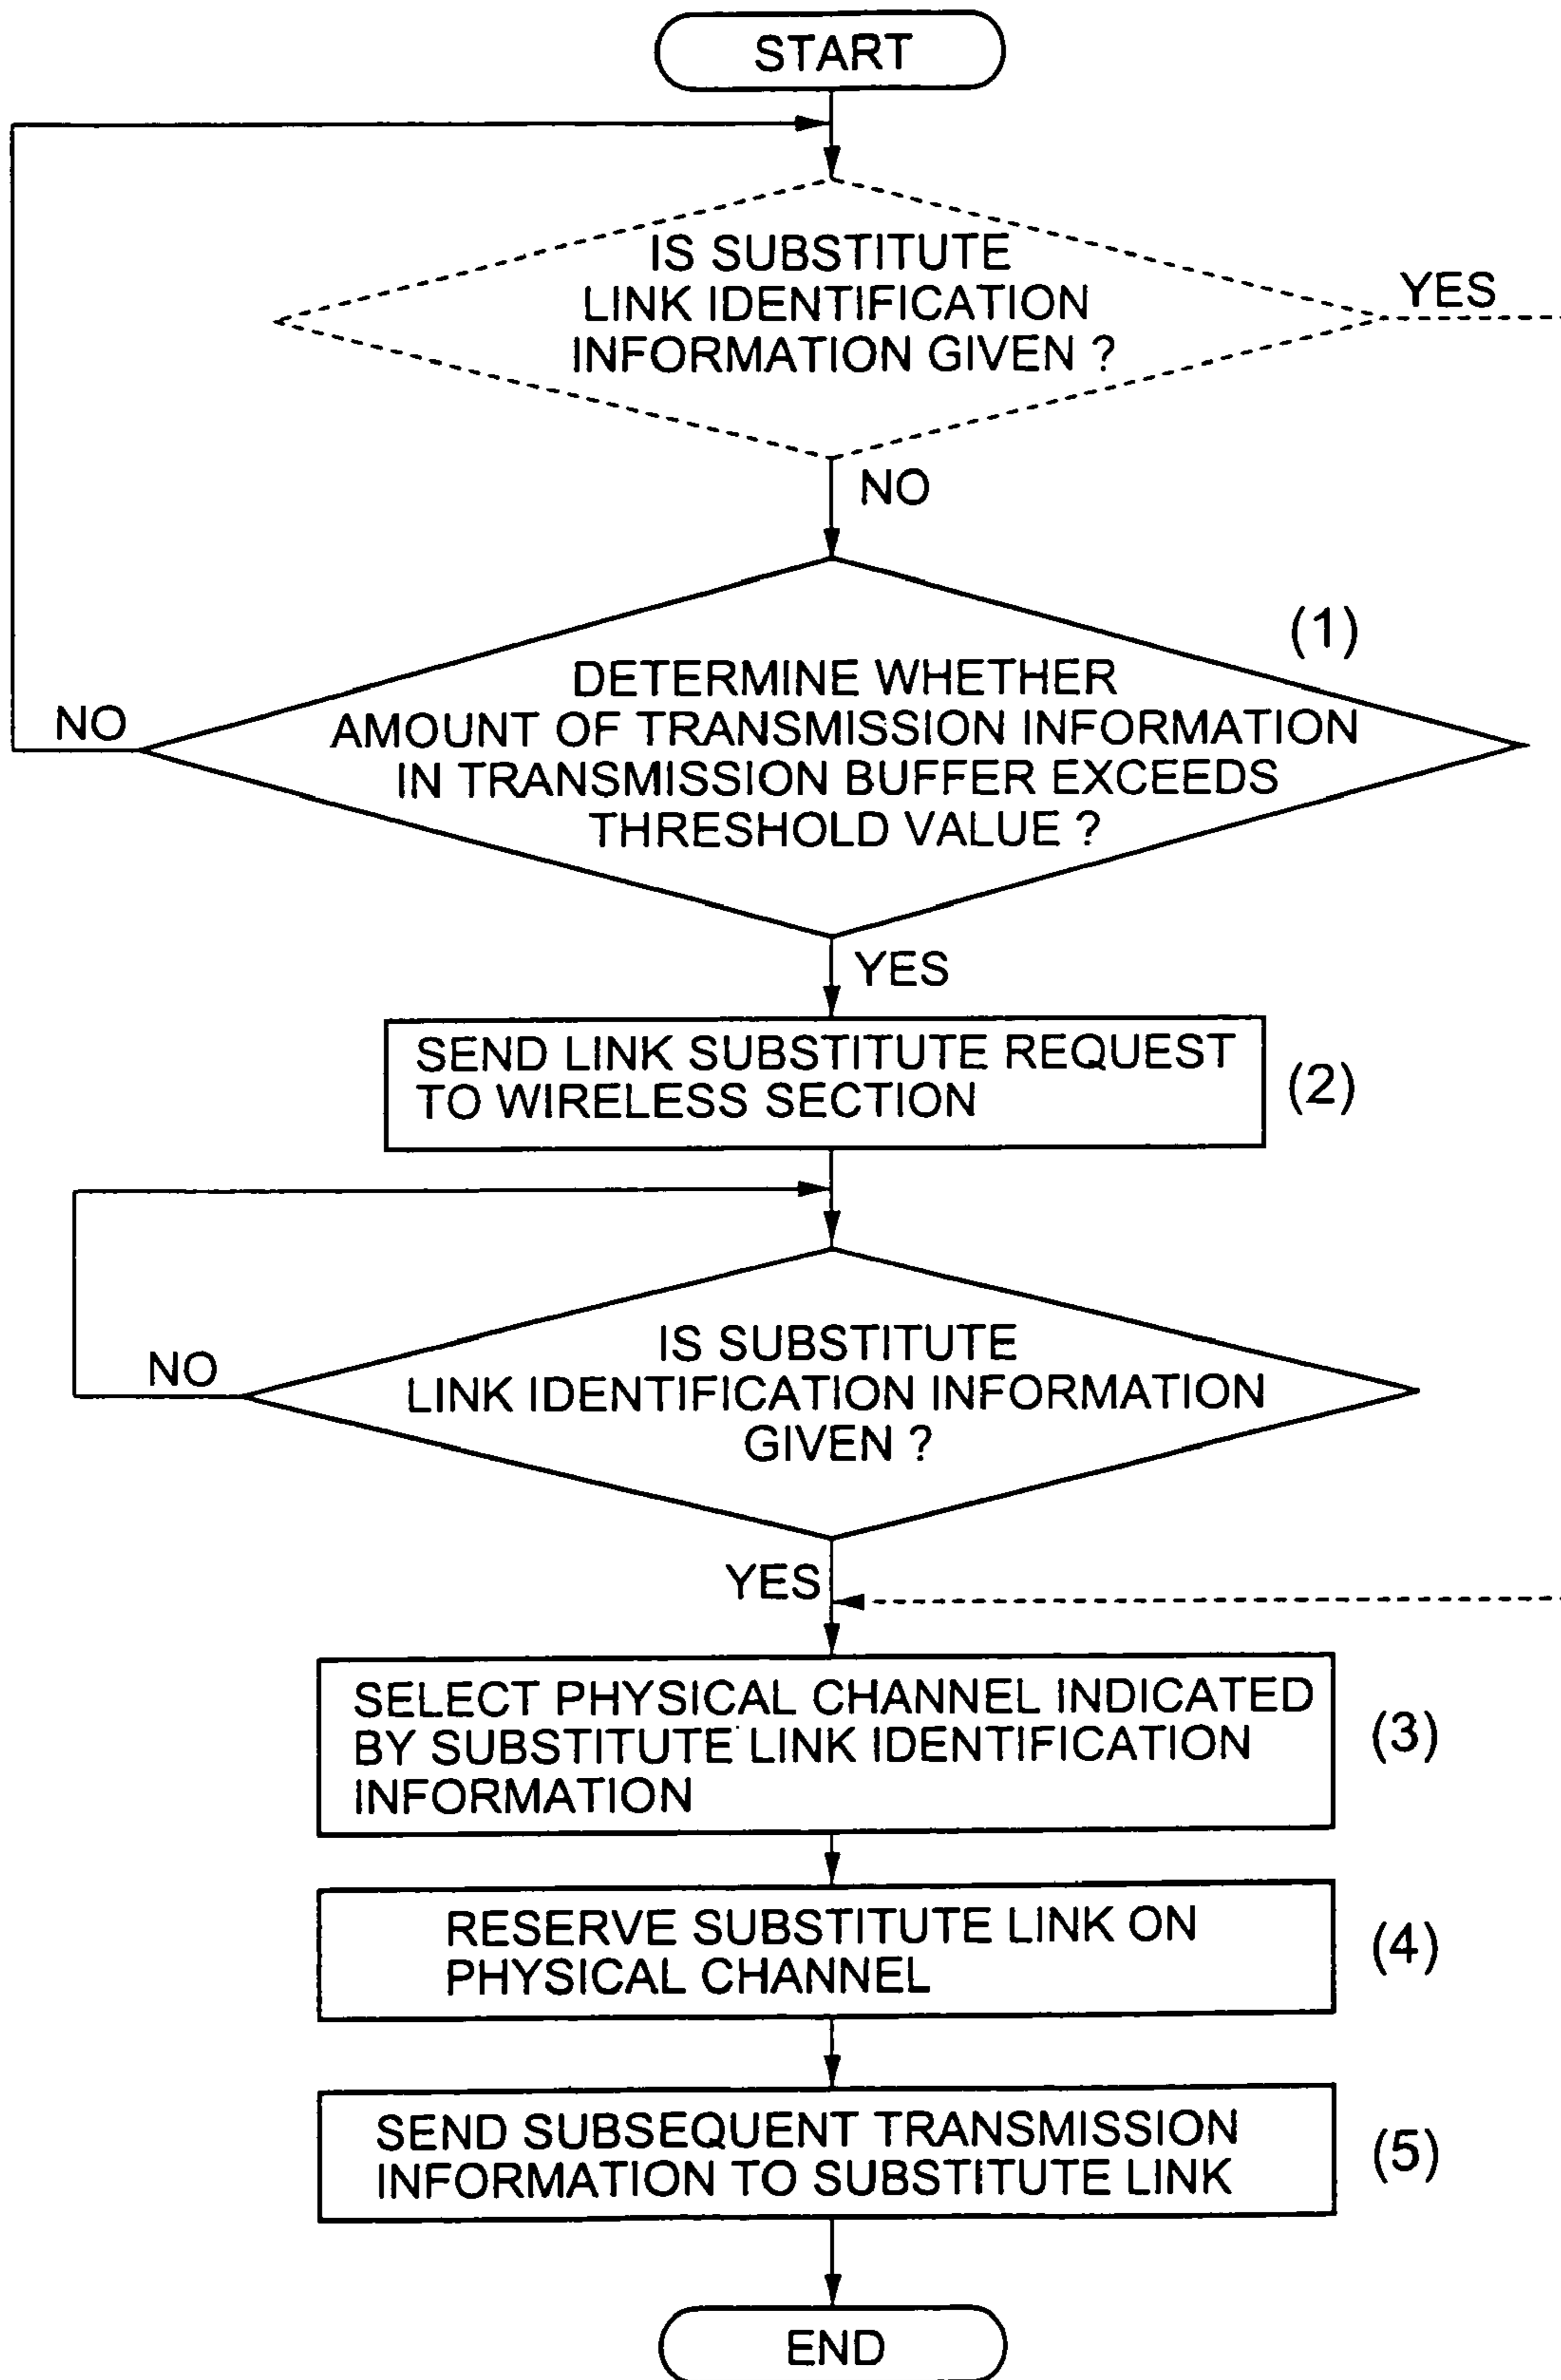 START
IS SUBSTITUTE
LINK IDENTIFICATION
INFORMATION GIVEN ?
YES
NO
(1)
DETERMINE WHETHER
AMOUNT OF TRANSMISSION INFORMATION
IN TRANSMISSION BUFFER EXCEEDS
THRESHOLD VALUE ?
NO
YES
SEND LINK SUBSTITUTE REQUEST
TO WIRELESS SECTION
(2)
IS SUBSTITUTE
LINK IDENTIFICATION INFORMATION
GIVEN ?
NO
YES
SELECT PHYSICAL CHANNEL INDICATED
BY SUBSTITUTE LINK IDENTIFICATION
INFORMATION
(3)
RESERVE SUBSTITUTE LINK ON
PHYSICAL CHANNEL
(4)
SEND SUBSEQUENT TRANSMISSION
INFORMATION TO SUBSTITUTE LINK
(5)
END